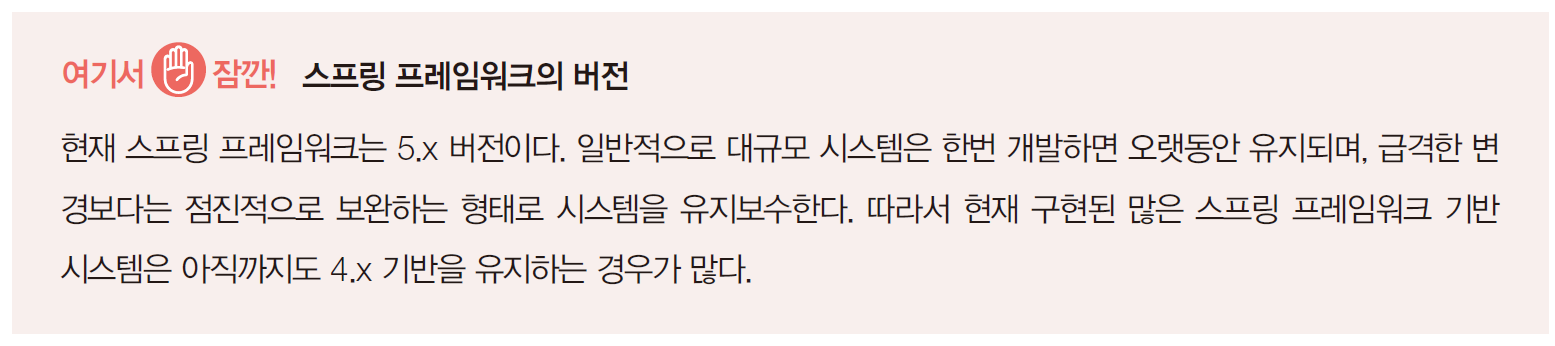 여기서 잠깐! 스프링 프레임워크의 버전
현재 스프링 프레임워크는 5.x 버전이다. 일반적으로 대규모 시스템은 한번 개발하면 오랫동안 유지되며, 급격한 변
경보다는 점진적으로 보완하는 형태로 시스템을 유지보수한다. 따라서 현재 구현된 많은 스프링 프레임워크 기반
시스템은 아직까지도 4.x 기반을 유지하는 경우가 많다.